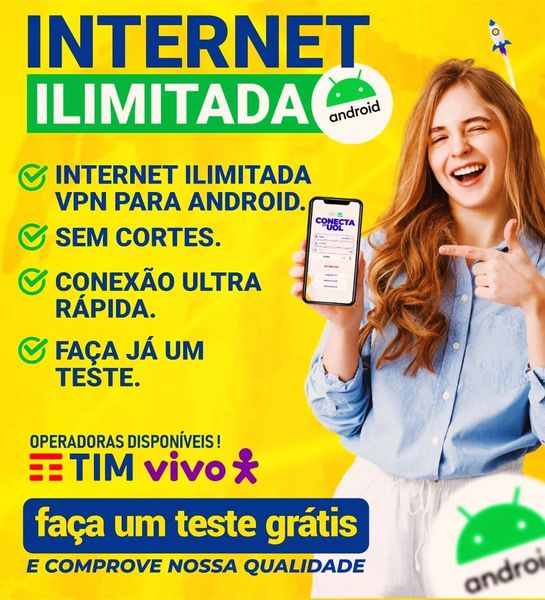 INTERNET
ILIMITADA
android
INTERNET ILIMITADA
VPN PARA ANDROID.
CONECTA
SEM CORTES.
CONEXÃO ULTRA
RÁPIDA.
FAÇA JÁ UM
TESTE.
OPERADORAS DISPONÍVEIS!
TIM vivo
faça um teste grátis
E COMPROVE NOSSA QUALIDADE
android